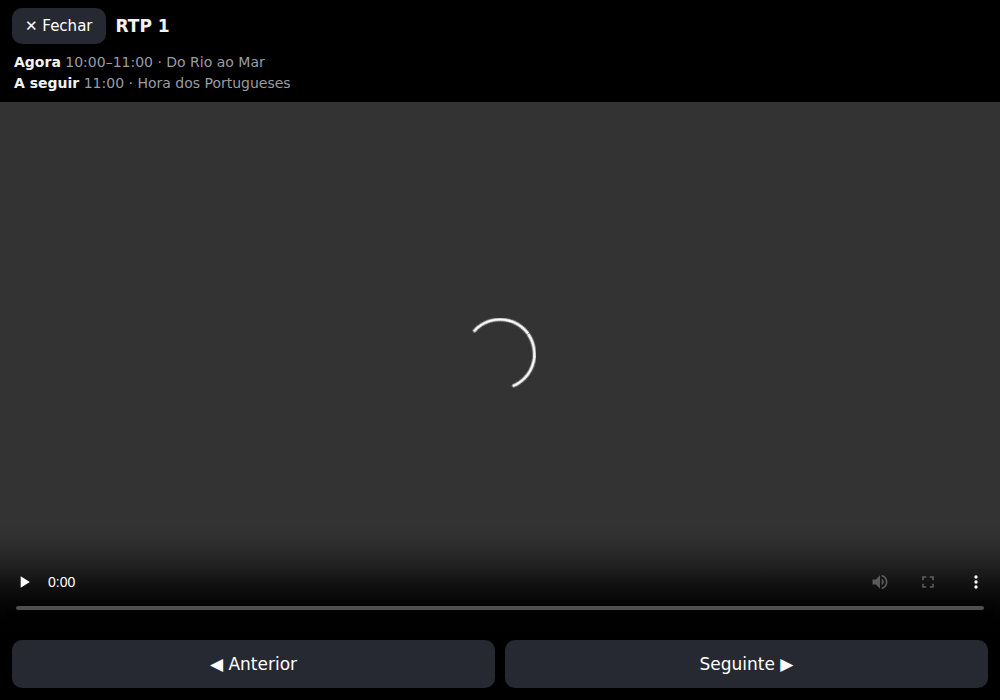 ✕ Fechar RTP 1
Agora 10:00–11:00 · Do Rio ao Mar
A seguir 11:00 · Hora dos Portugueses
0:00
◀ Anterior Seguinte ▶